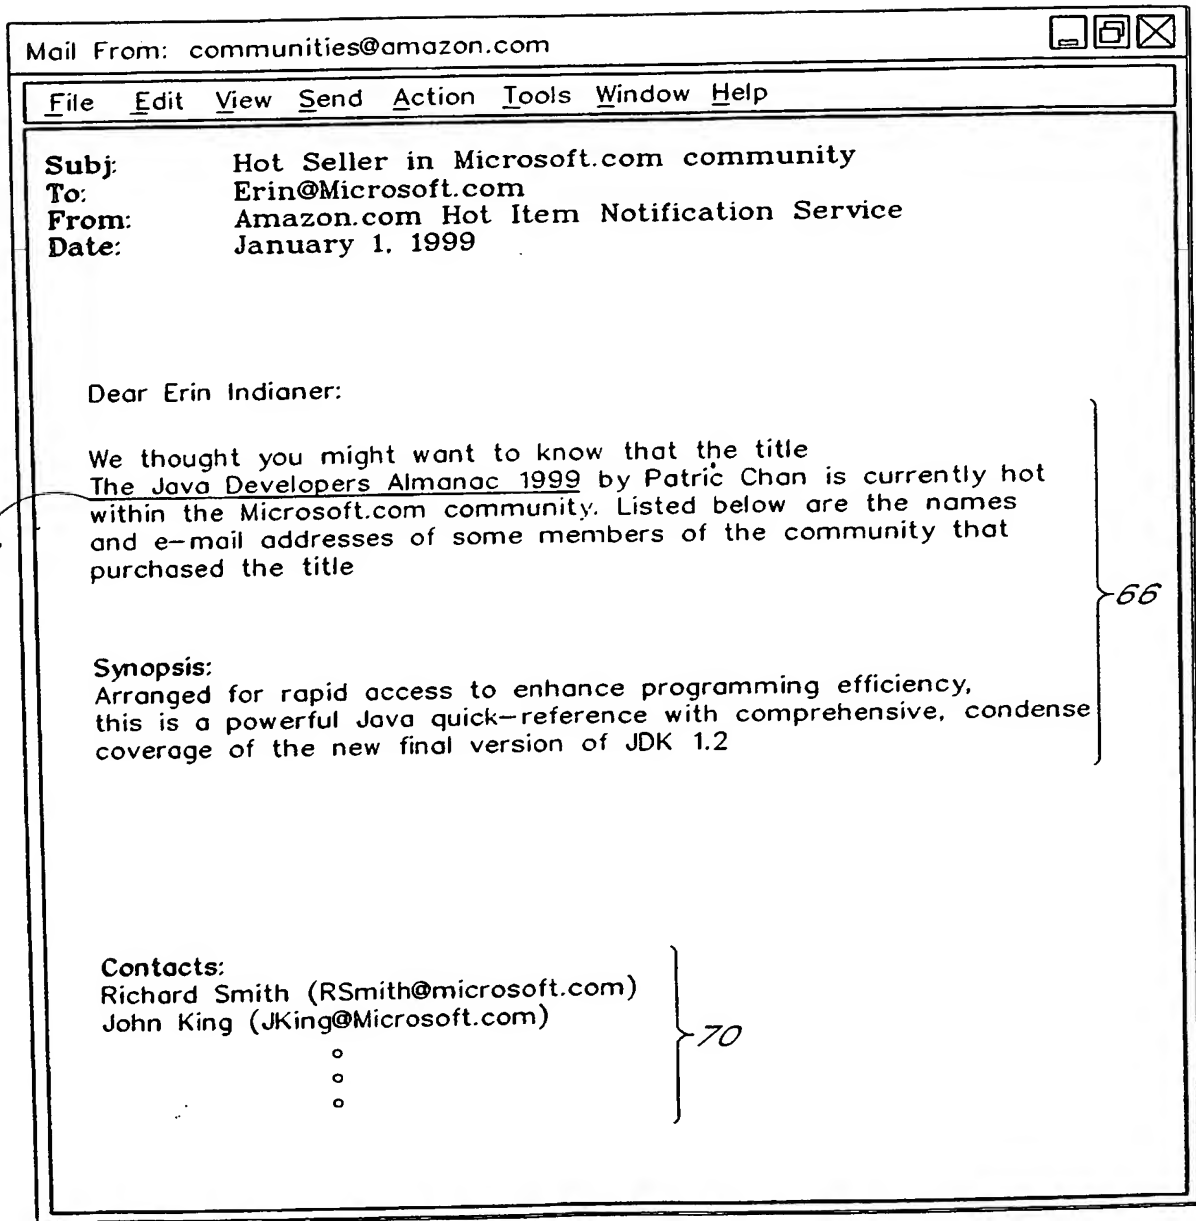 Mail From: communities@amazon.com
File Edit View Send Action Tools Window Help
Subj: Hot Seller in Microsoft.com community
To: Erin@Microsoft.com
From: Amazon.com Hot Item Notification Service
Date: January 1, 1999
Dear Erin Indianer:
We thought you might want to know that the title
The Java Developers Almanac 1999 by Patric Chan is currently hot
within the Microsoft.com community. Listed below are the names
and e-mail addresses of some members of the community that
purchased the title
66
Synopsis:
Arranged for rapid access to enhance programming efficiency,
this is a powerful Java quick-reference with comprehensive, condense
coverage of the new final version of JDK 1.2
Contacts:
Richard Smith (RSmith@microsoft.com)
John King (JKing@Microsoft.com)
70